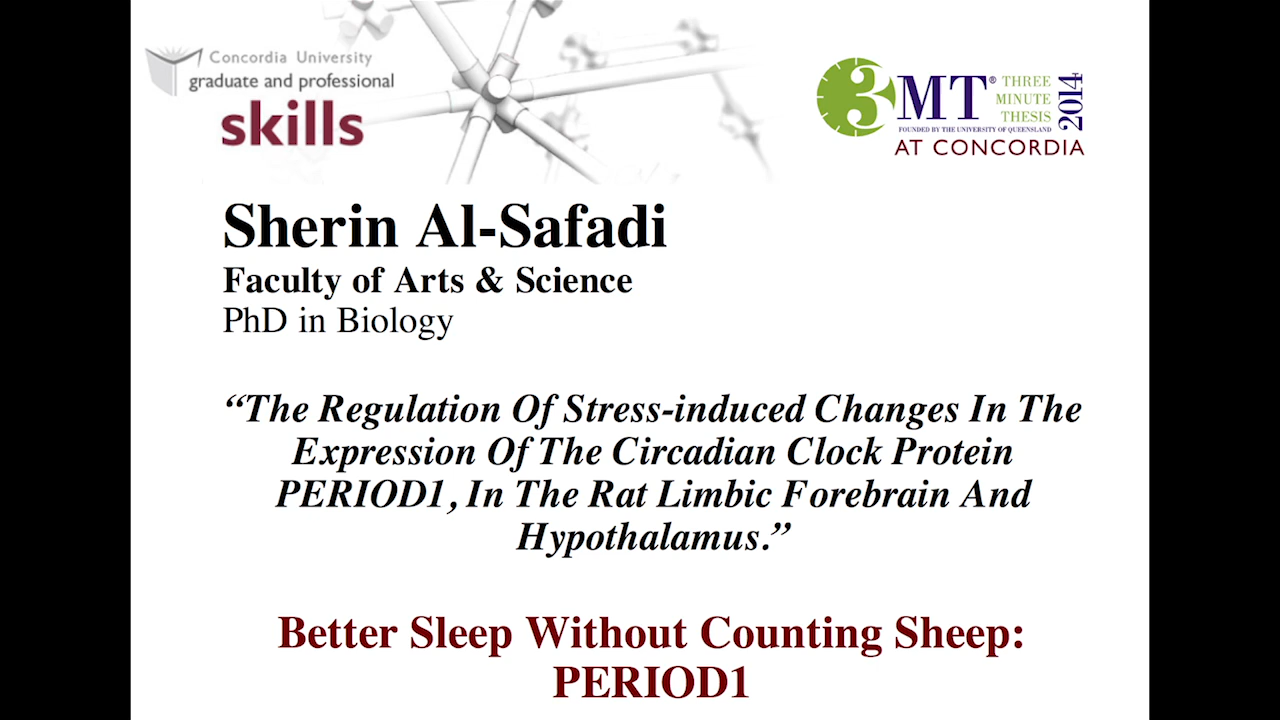 Concordia University
graduate and professional
skills
3MT® THREE
MINUTE
THESIS
2014
FOUNDED BY THE UNIVERSITY OF QUEENSLAND
AT CONCORDIA
Sherin Al-Safadi
Faculty of Arts & Science
PhD in Biology
“The Regulation Of Stress-induced Changes In The
Expression Of The Circadian Clock Protein
PERIOD1, In The Rat Limbic Forebrain And
Hypothalamus.”
Better Sleep Without Counting Sheep:
PERIOD1